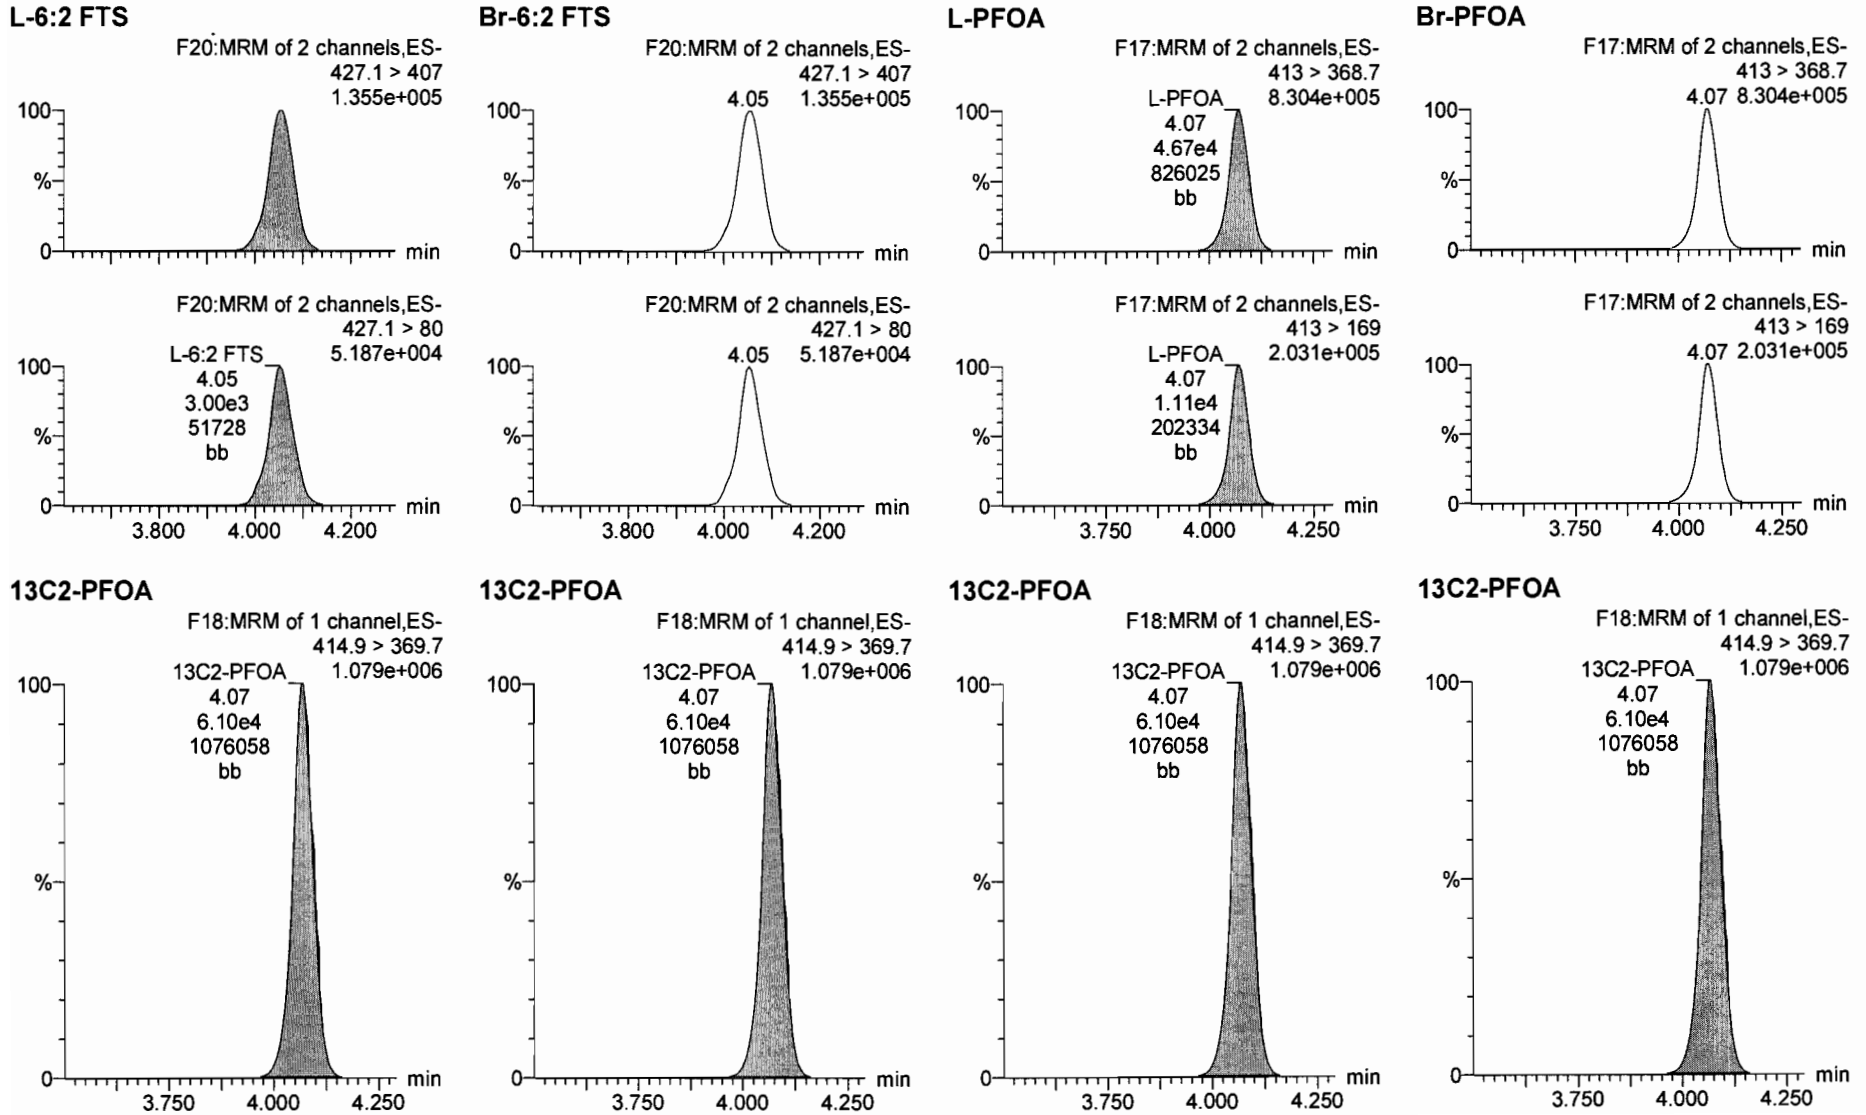 L-6:2 FTS
F20:MRM of 2 channels,ES-
427.1 > 407
1.355e+005
100
%
0
min
F20:MRM of 2 channels,ES-
427.1 > 80
5.187e+004
L-6:2 FTS
4.05
3.00e3
51728
bb
100
%
0
min
3.800 4.000 4.200
Br-6:2 FTS
F20:MRM of 2 channels,ES-
427.1 > 407
4.05 1.355e+005
100
%
0
min
F20:MRM of 2 channels,ES-
427.1 > 80
4.05 5.187e+004
100
%
0
min
3.800 4.000 4.200
L-PFOA
F17:MRM of 2 channels,ES-
413 > 368.7
8.304e+005
L-PFOA
4.07
4.67e4
826025
bb
100
%
0
min
F17:MRM of 2 channels,ES-
413 > 169
2.031e+005
L-PFOA
4.07
1.11e4
202334
bb
100
%
0
min
3.750 4.000 4.250
Br-PFOA
F17:MRM of 2 channels,ES-
413 > 368.7
4.07 8.304e+005
100
%
0
min
F17:MRM of 2 channels,ES-
413 > 169
4.07 2.031e+005
100
%
0
min
3.750 4.000 4.250
13C2-PFOA
F18:MRM of 1 channel,ES-
414.9 > 369.7
1.079e+006
13C2-PFOA
4.07
6.10e4
1076058
bb
100
%
0
min
3.750 4.000 4.250
13C2-PFOA
F18:MRM of 1 channel,ES-
414.9 > 369.7
1.079e+006
13C2-PFOA
4.07
6.10e4
1076058
bb
100
%
0
min
3.750 4.000 4.250
13C2-PFOA
F18:MRM of 1 channel,ES-
414.9 > 369.7
1.079e+006
13C2-PFOA
4.07
6.10e4
1076058
bb
100
%
0
min
3.750 4.000 4.250
13C2-PFOA
F18:MRM of 1 channel,ES-
414.9 > 369.7
1.079e+006
13C2-PFOA
4.07
6.10e4
1076058
bb
100
%
0
min
3.750 4.000 4.250